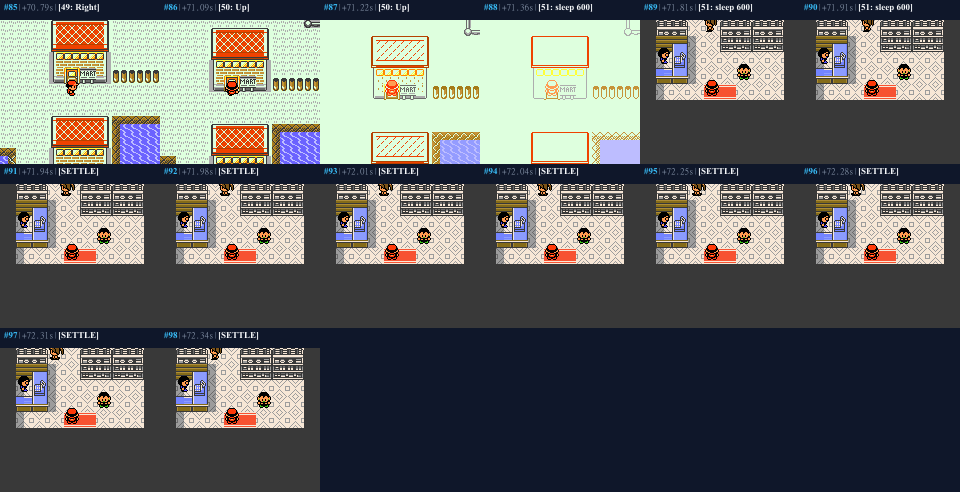 #85|+70.79s|[49: Right]
#86|+71.09s|[50: Up]
#87|+71.22s|[50: Up]
#88|+71.36s|[51: sleep 600]
#89|+71.81s|[51: sleep 600]
#90|+71.91s|[51: sleep 600]
MART
MART
MART
MART
#91|+71.94s|[SETTLE]
#92|+71.98s|[SETTLE]
#93|+72.01s|[SETTLE]
#94|+72.04s|[SETTLE]
#95|+72.25s|[SETTLE]
#96|+72.28s|[SETTLE]
#97|+72.31s|[SETTLE]
#98|+72.34s|[SETTLE]